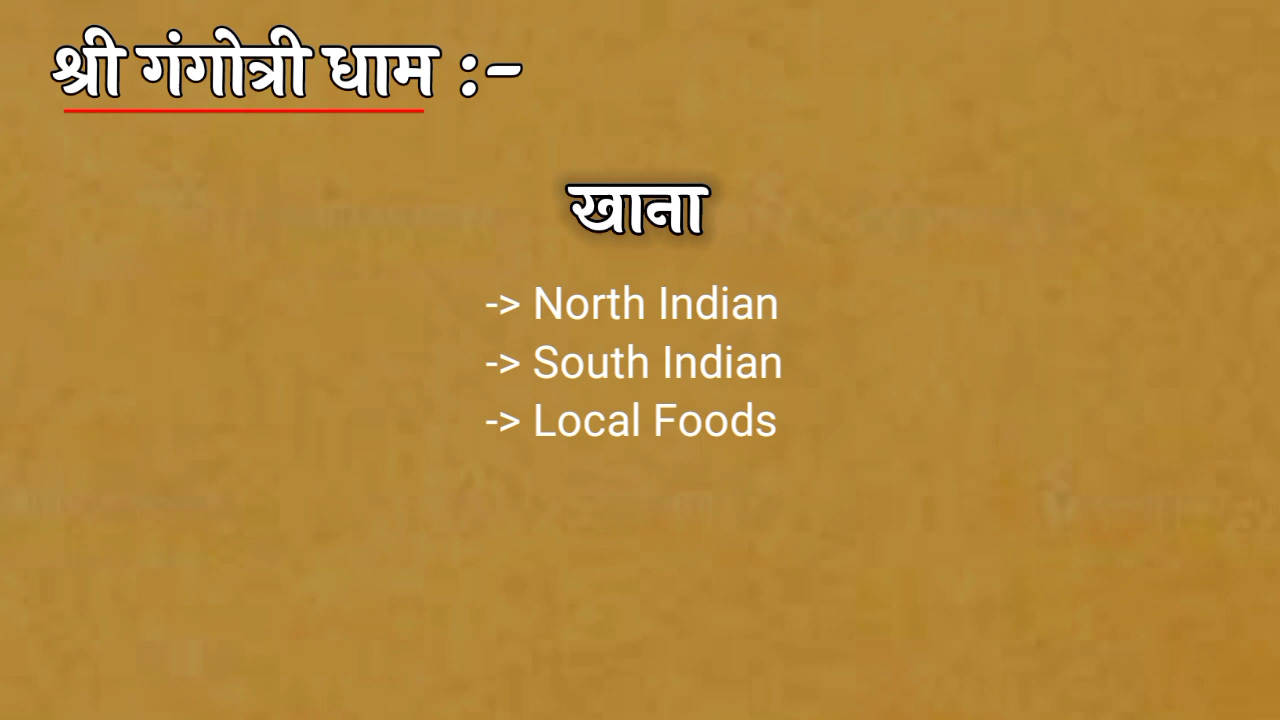 श्री गंगोत्री धाम :-
खाना
-> North Indian
-> South Indian
-> Local Foods